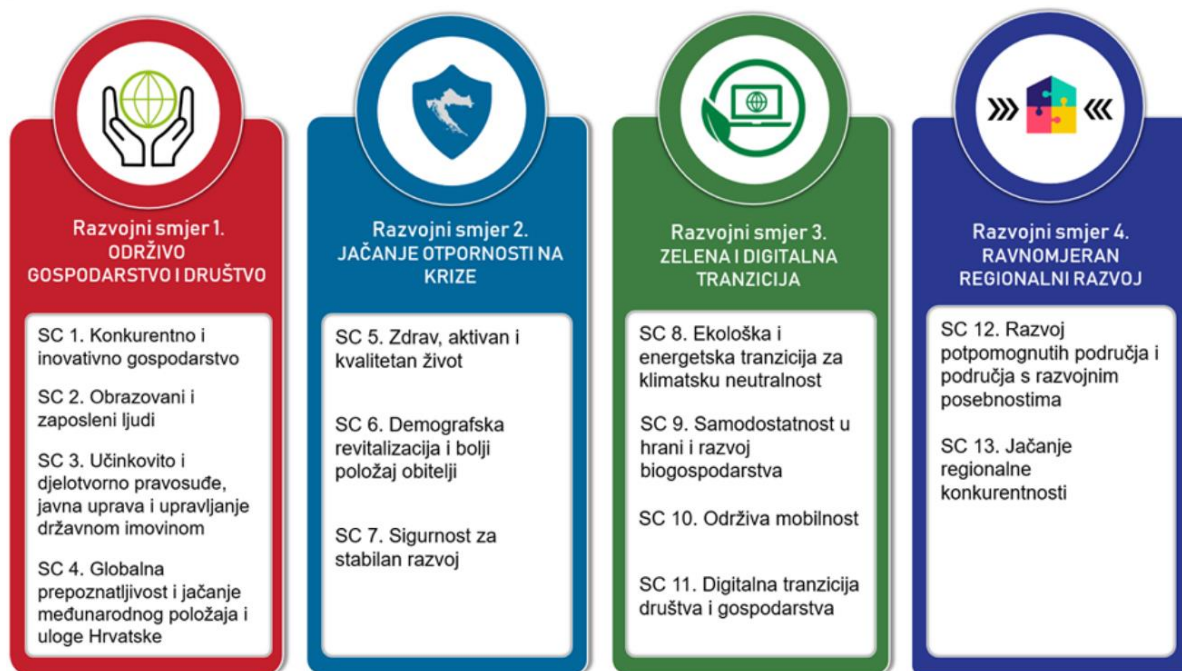 Razvojni smjer 1.
ODRŽIVO
GOSPODARSTVO I DRUŠTVO
SC 1. Konkurentno i
inovativno gospodarstvo
SC 2. Obrazovani i
zaposleni ljudi
SC 3. Učinkovito i
djelotvorno pravosuđe,
javna uprava i upravljanje
državnom imovinom
SC 4. Globalna
prepoznatljivost i jačanje
međunarodnog položaja i
uloge Hrvatske
Razvojni smjer 2.
JAČANJE OTPORNOSTI NA
KRIZE
SC 5. Zdrav, aktivan i
kvalitetan život
SC 6. Demografska
revitalizacija i bolji
položaj obitelji
SC 7. Sigurnost za
stabilan razvoj
Razvojni smjer 3.
ZELENA I DIGITALNA
TRANZICIJA
SC 8. Ekološka i
energetska tranzicija za
klimatsku neutralnost
SC 9. Samodostatnost u
hrani i razvoj
biogospodarstva
SC 10. Održiva mobilnost
SC 11. Digitalna tranzicija
društva i gospodarstva
Razvojni smjer 4.
RAVNOMJERAN
REGIONALNI RAZVOJ
SC 12. Razvoj
potpomognutih područja i
područja s razvojnim
posebnostima
SC 13. Jačanje
regionalne
konkurentnosti